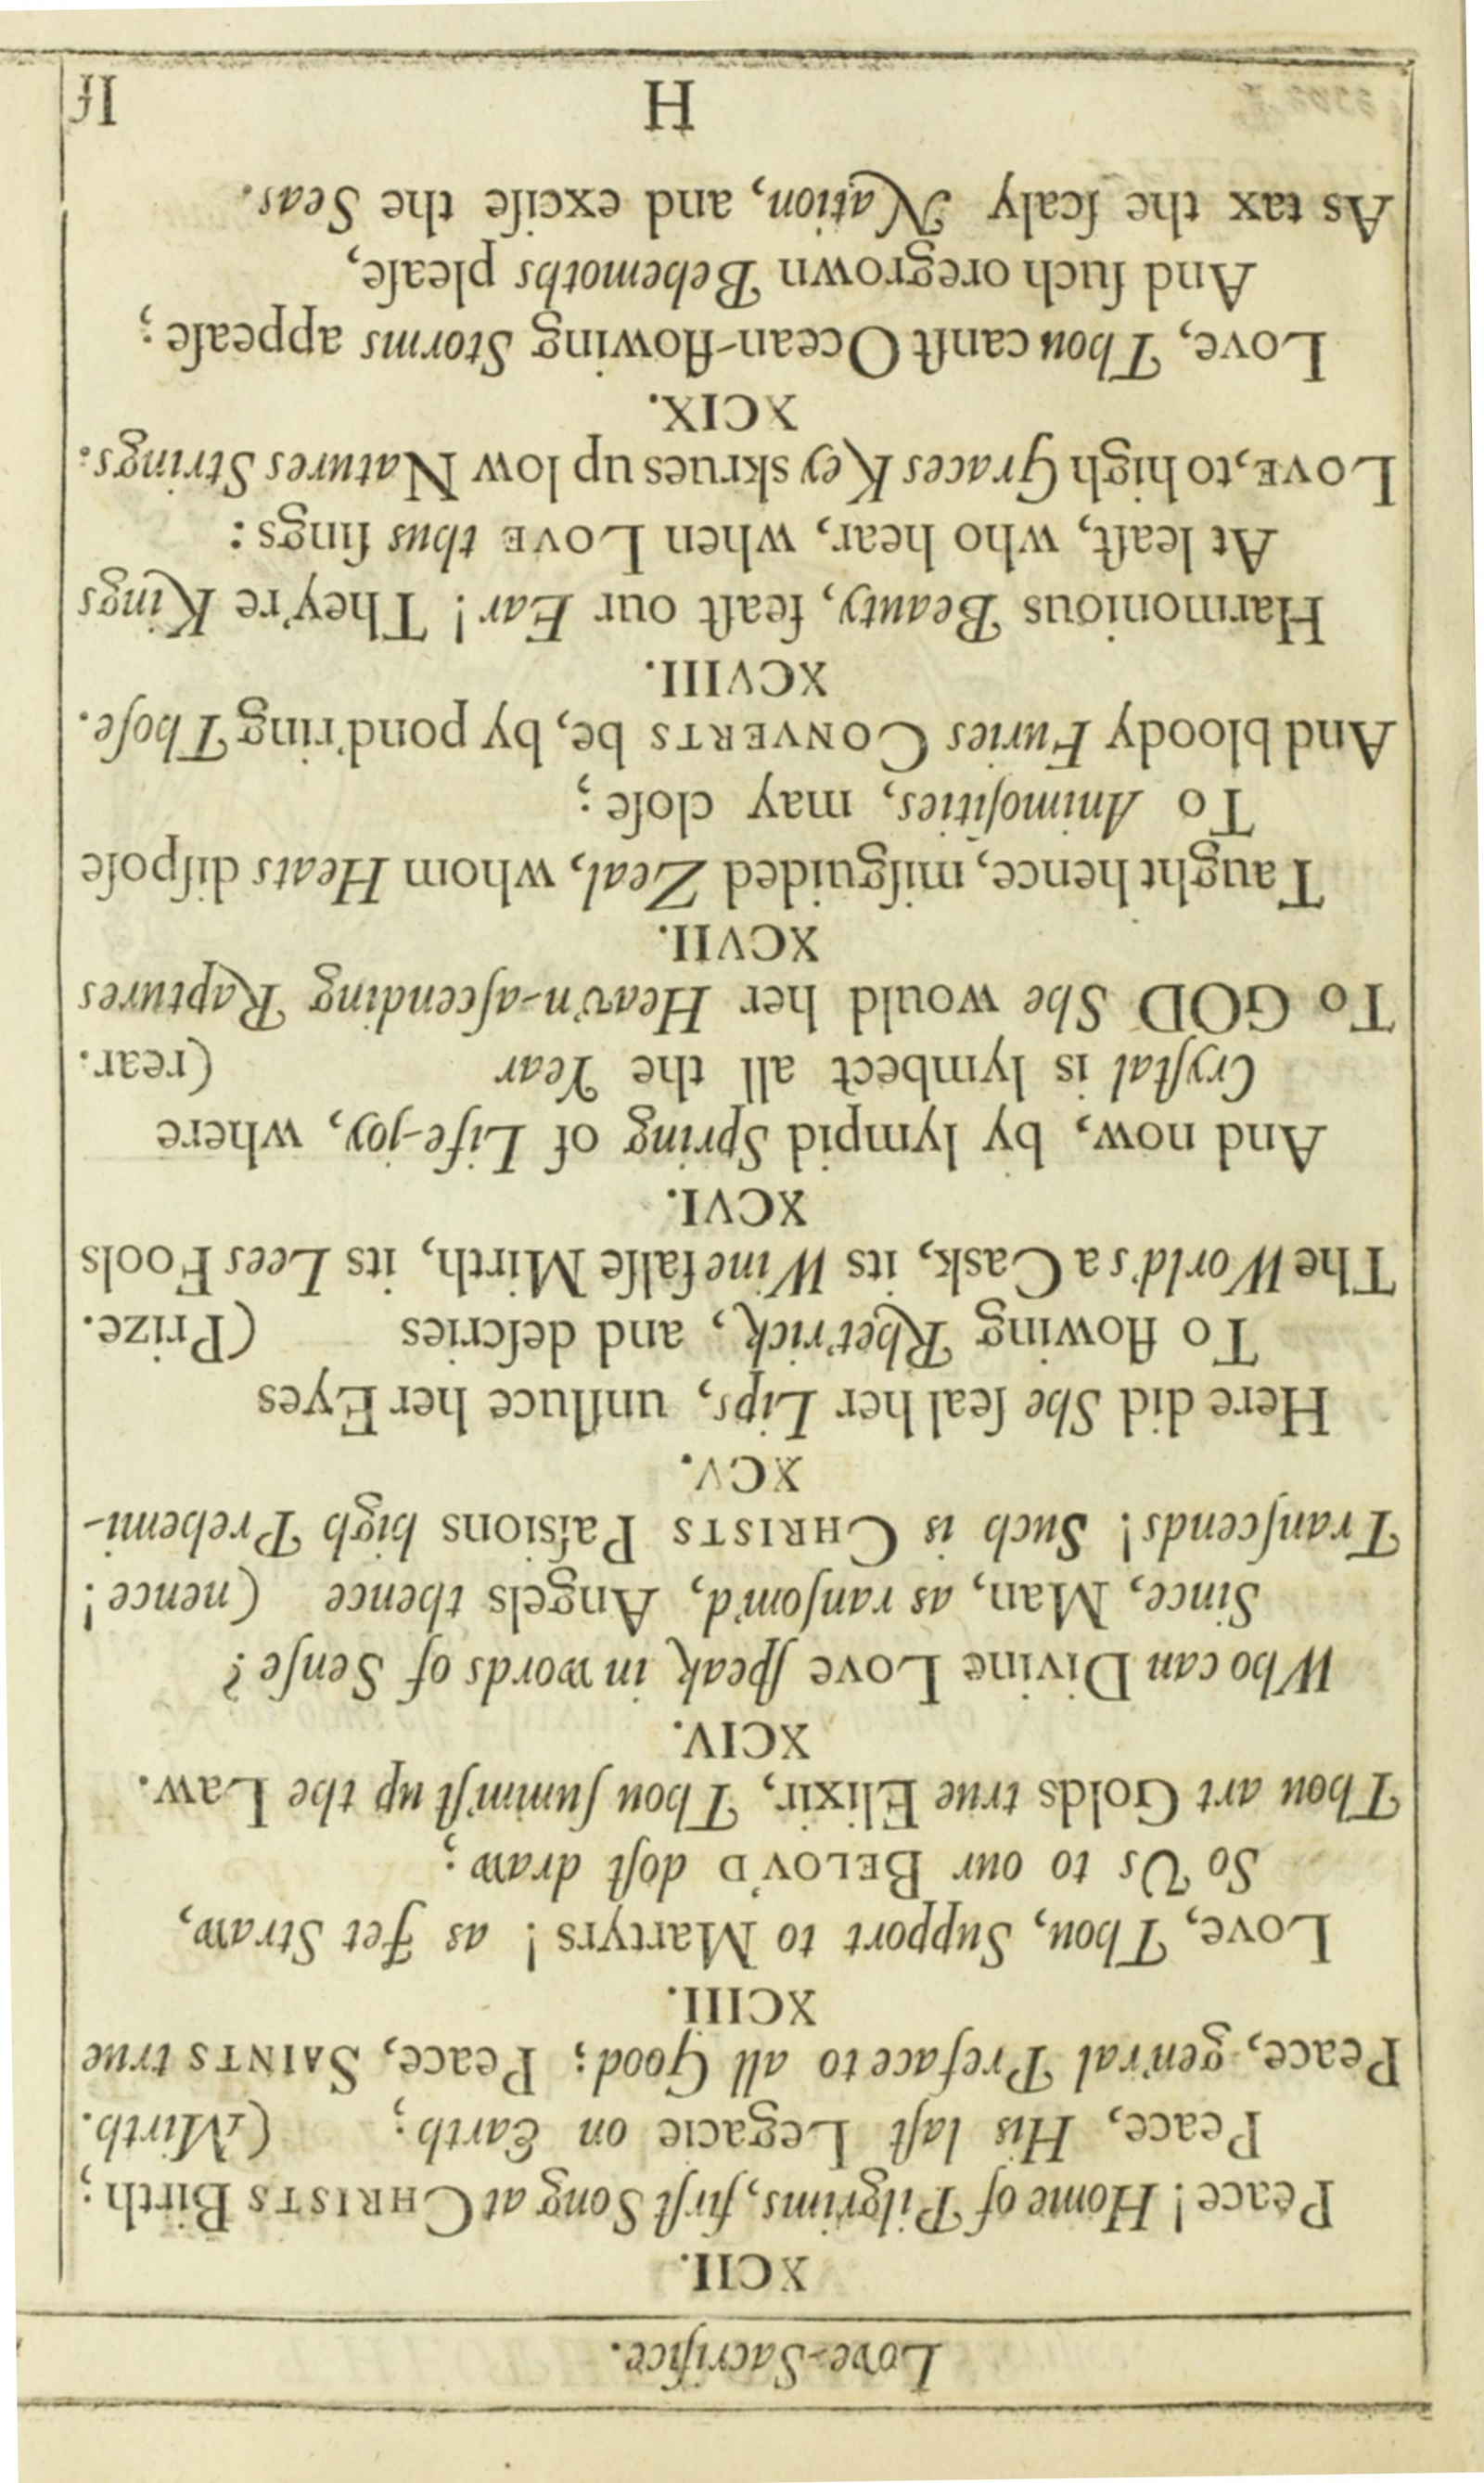 Love-Sacrifice.
XCII.
Peace! Home of Pilgrims, firſt Song at CHRISTS Birth;
Peace, His laſt Legacie on Earth; (Mirth.
Peace, gen'ral Preface to all Good; Peace, SAINTS true
XCIII.
Love, Thou, Support to Martyrs! as Jet Straw,
So Us to our BELOV'D doſt draw;
Thou art Golds true Elixir, Thou ſumm'ſt up the Law.
XCIV.
Who can Divine Love ſpeak in words of Senſe?
Since, Man, as ranſom'd, Angels thence (nence!
Tranſcends! Such is CHRISTS Paſsions high Prehemi-
XCV.
Here did She ſeal her Lips, unſluce her Eyes
To flowing Rhet'rick, and deſcries (Prize.
The World's a Cask, its Wine falſe Mirth, its Lees Fools
XCVI.
And now, by lympid Spring of Life-joy, where
Cryſtal is lymbect all the Year (rear:
To GOD She would her Heav'n-aſcending Raptures
XCVII.
Taught hence, miſguided Zeal, whom Heats diſpoſe
To Animoſities, may cloſe;
And bloody Furies CONVERTS be, by pond'ring Thoſe.
XCVIII.
Harmonious Beauty, feaſt our Ear! They're Kings
At leaſt, who hear, when LOVE thus ſings:
LOVE, to high Graces Key skrues up low Natures Strings.
XCIX.
Love, Thou canſt Ocean-flowing Storms appeaſe;
And ſuch oregrown Behemoths pleaſe,
As tax the ſcaly Nation, and exciſe the Seas.
H
If